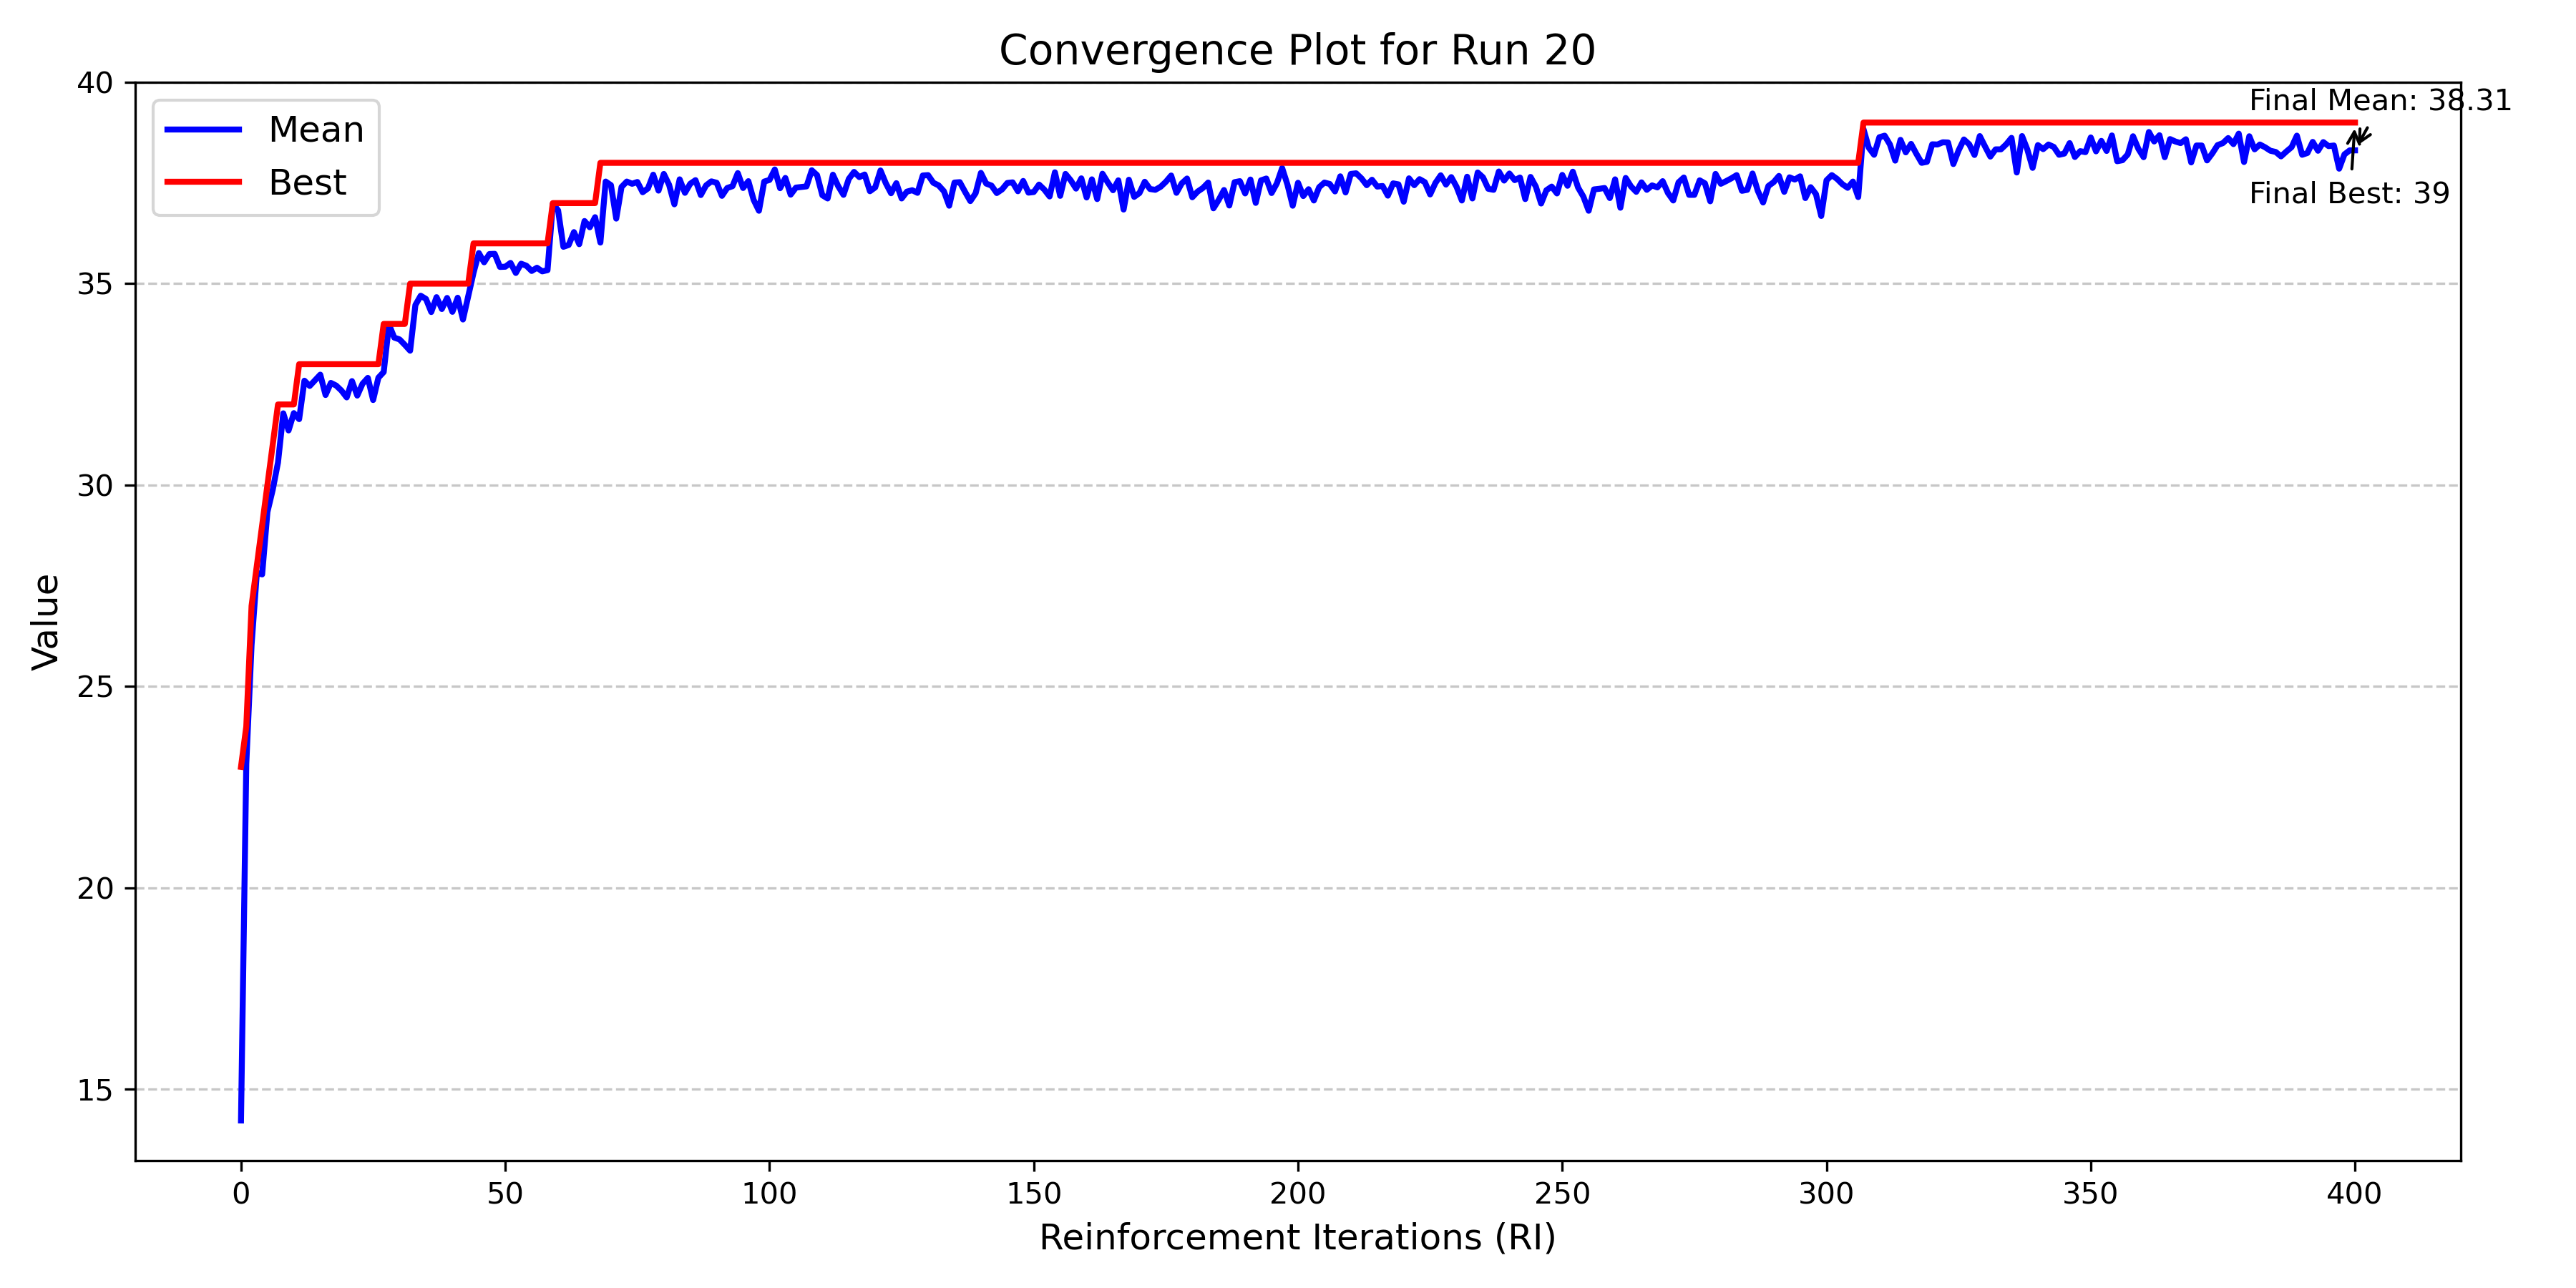 Convergence Plot for Run 20
Mean
Best
Final Mean: 38.31
Final Best: 39
Value
40
35
30
25
20
15
0 50 100 150 200 250 300 350 400
Reinforcement Iterations (RI)